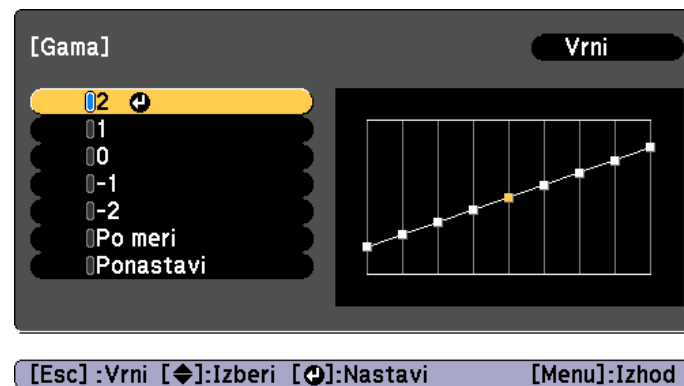 [Gama] Vrni
2
1
0
-1
-2
Po meri
Ponastavi
[Esc] :Vrni [◆]:Izberi [⏎]:Nastavi [Menu]:Izhod